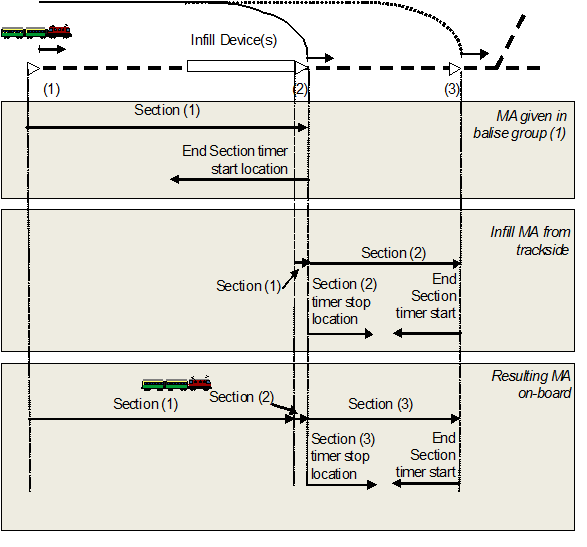 Infill Device(s)
(1)
(2)
(3)
Section (1)
MA given in
balise group (1)
End Section timer
start location
Infill MA from
trackside
Section (2)
Section (1)
Section (2)
timer stop
location
End
Section
timer start
Resulting MA
on-board
Section (1)
Section (2)
Section (3)
Section (3)
timer stop
location
End
Section
timer start